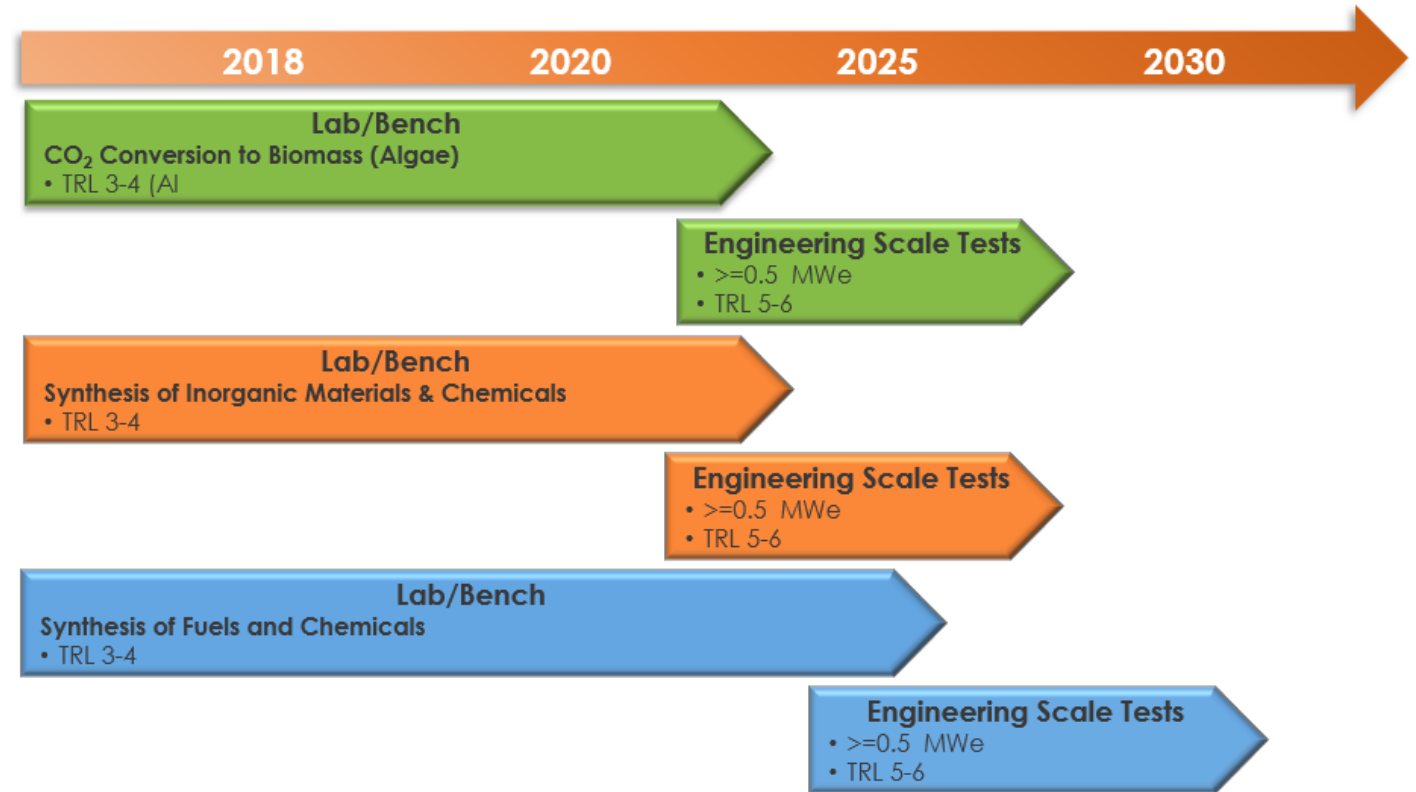 2018 2020 2025 2030
Lab/Bench
CO₂ Conversion to Biomass (Algae)
• TRL 3-4 (Al
Engineering Scale Tests
• >=0.5 MWe
• TRL 5-6
Lab/Bench
Synthesis of Inorganic Materials & Chemicals
• TRL 3-4
Engineering Scale Tests
• >=0.5 MWe
• TRL 5-6
Lab/Bench
Synthesis of Fuels and Chemicals
• TRL 3-4
Engineering Scale Tests
• >=0.5 MWe
• TRL 5-6